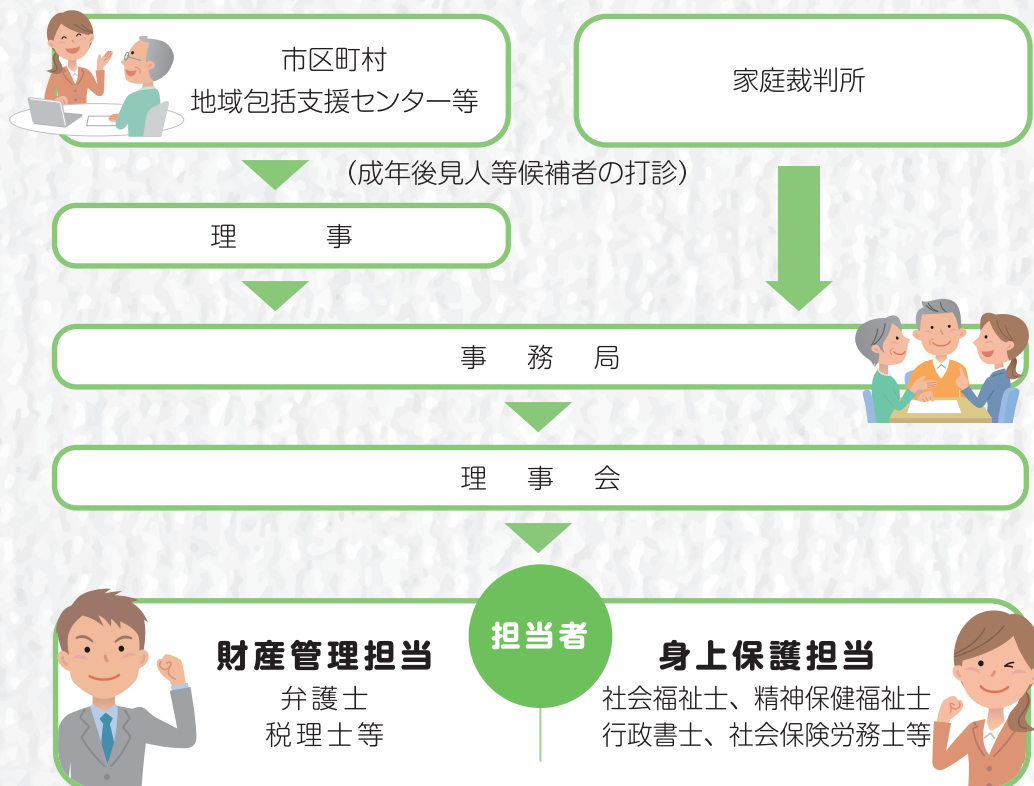 市区町村
地域包括支援センター等
家庭裁判所
（成年後見人等候補者の打診）
理　事
事　務　局
理　事　会
担当者
財産管理担当
弁護士
税理士等
身上保護担当
社会福祉士、精神保健福祉士
行政書士、社会保険労務士等